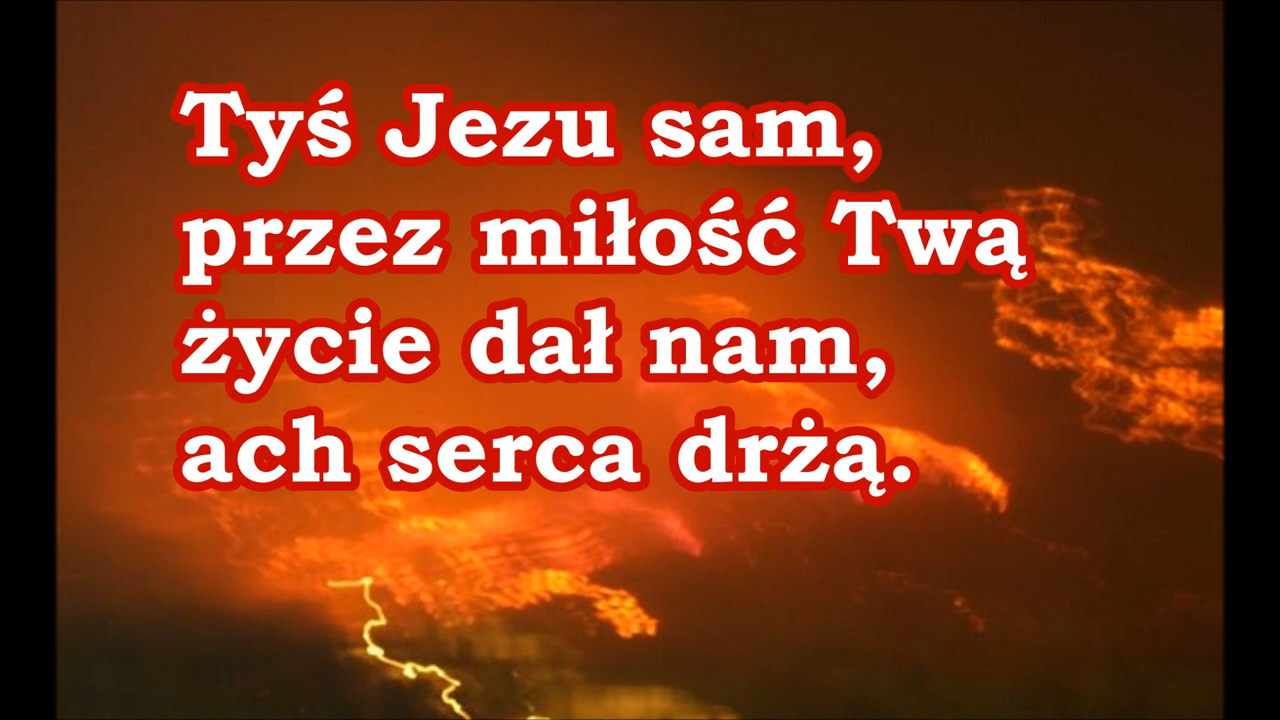 Tyś Jezu sam,
przez miłość Twą
życie dał nam,
ach serca drżą.